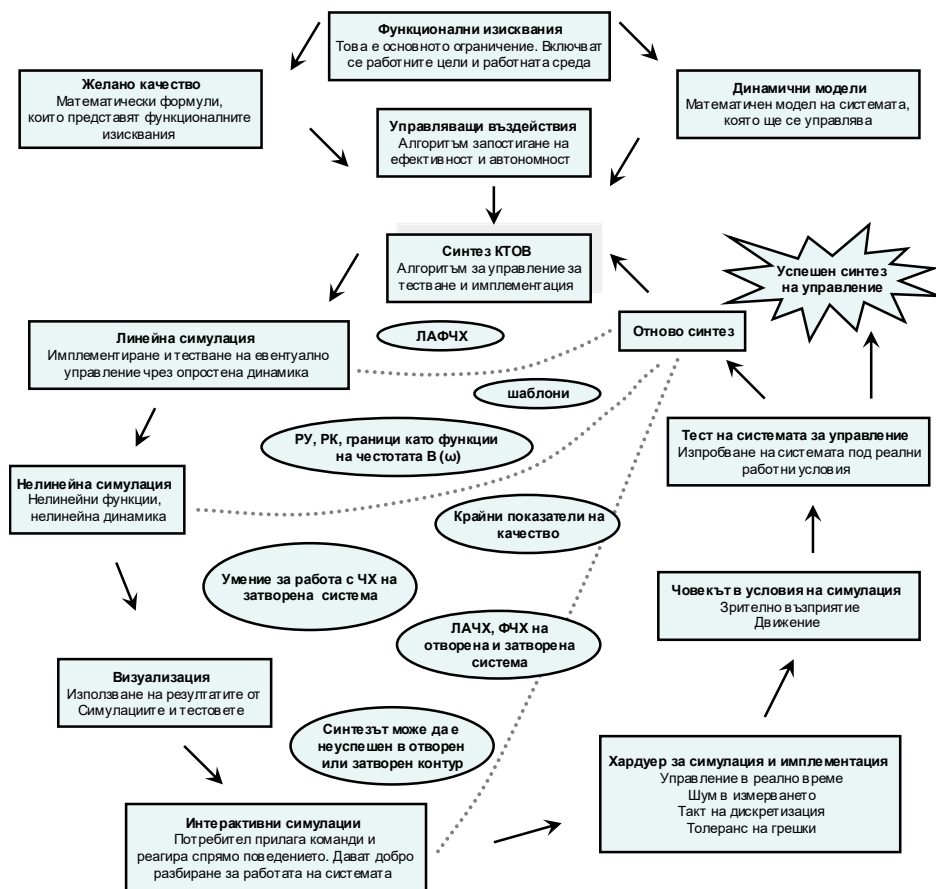 Функционални изисквания
Това е основното ограничение. Включват
се работните цели и работната среда
Желано качество
Математически формули,
които представят функционалните
изисквания
Динамични модели
Математичен модел на системата,
която ще се управлява
Управляващи въздействия
Алгоритъм запостигане на
ефективност и автономност
Синтез КТОВ
Алгоритъм за управление за
тестване и имплементация
Успешен синтез
на управление
Линейна симулация
Имплементиране и тестване на евентуално
управление чрез опростена динамика
ЛАФЧХ
Отново синтез
шаблони
РУ, РК, граници като функции
на честотата B (ω)
Тест на системата за управление
Изпробване на системата под реални
работни условия
Нелинейна симулация
Нелинейни функции,
нелинейна динамика
Крайни показатели на
качество
Умение за работа с ЧХ на
затворена система
Човекът в условия на симулация
Зрително възприятие
Движение
ЛАЧХ, ФЧХ на
отворена и затворена
система
Визуализация
Използване на резултатите от
Симулациите и тестовете
Синтезът може да е
неуспешен в отворен
или затворен контур
Хардуер за симулация и имплементация
Управление в реално време
Шум в измерването
Такт на дискретизация
Толеранс на грешки
Интерактивни симулации
Потребител прилага команди и
реагира спрямо поведението. Дават добро
разбиране за работата на системата